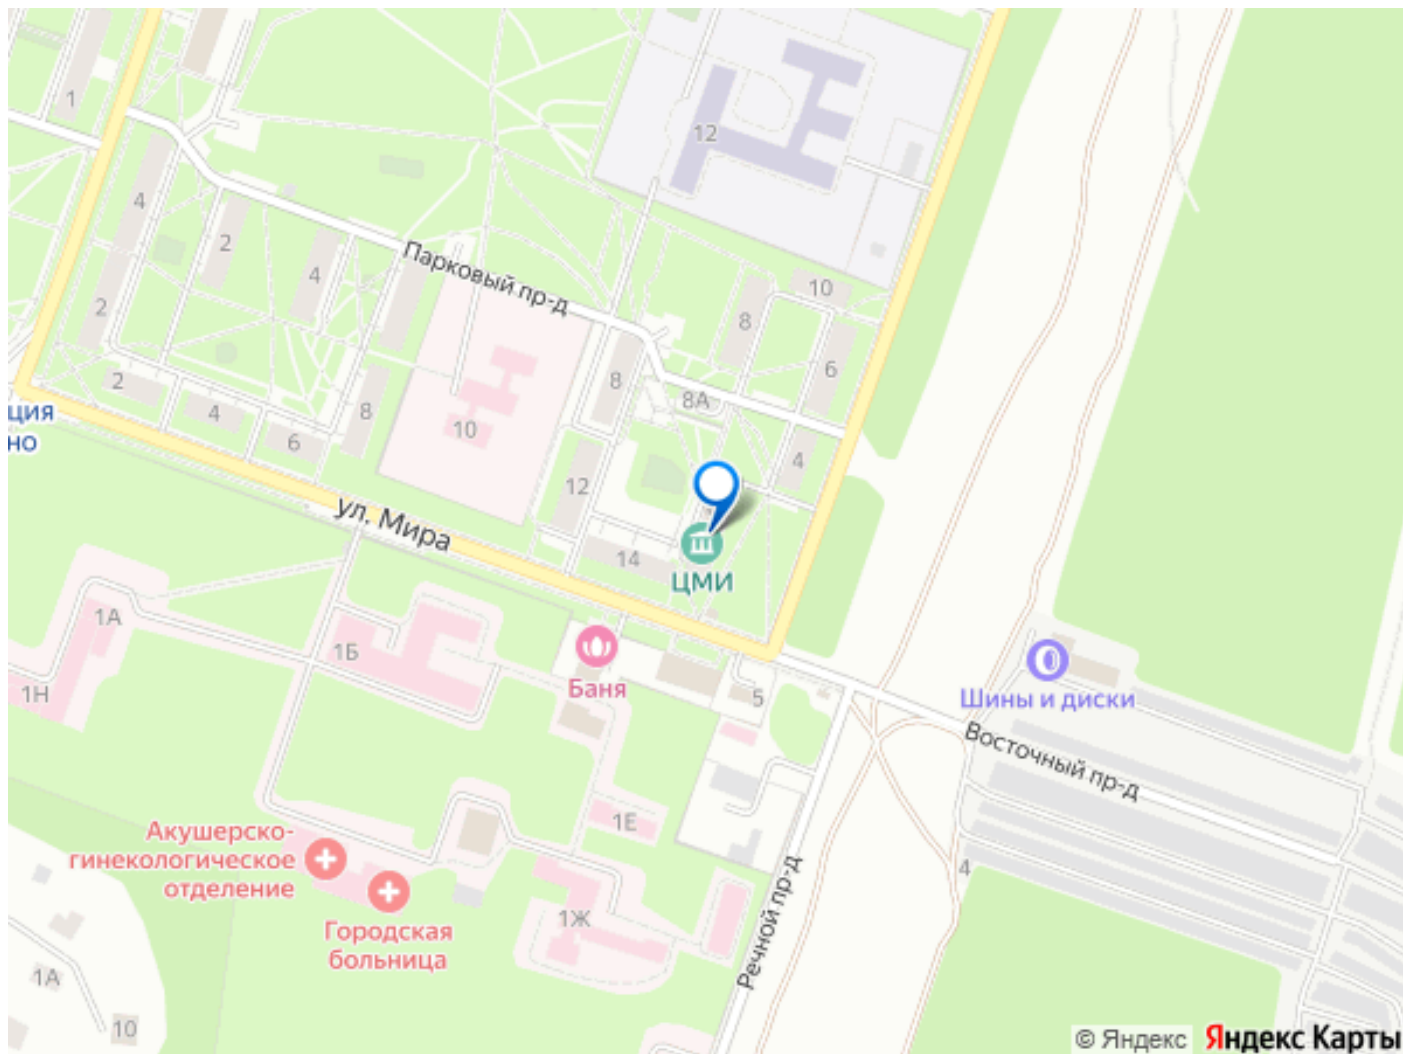 1
12
4
2
4
2
Парковый пр-д
10
8
6
2
4
6
8
10
8
8А
4
ция
но
12
14
ЦМИ
ул. Мира
1А
1Б
1Н
Баня
5
Шины и диски
Восточный пр-д
Акушерско-
гинекологическое
отделение
1Е
4
Городская
больница
1Ж
Речной пр-д
1А
10
© Яндекс Яндекс Карты